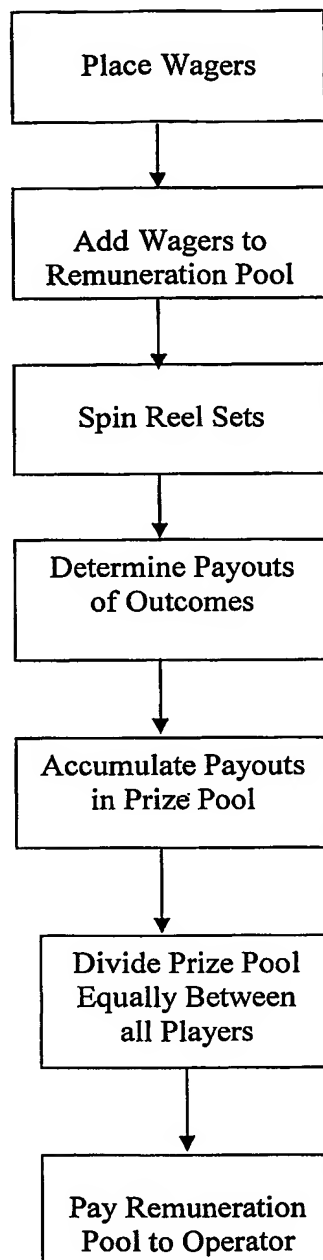 Place Wagers
Add Wagers to
Remuneration Pool
Spin Reel Sets
Determine Payouts
of Outcomes
Accumulate Payouts
in Prize Pool
Divide Prize Pool
Equally Between
all Players
Pay Remuneration
Pool to Operator